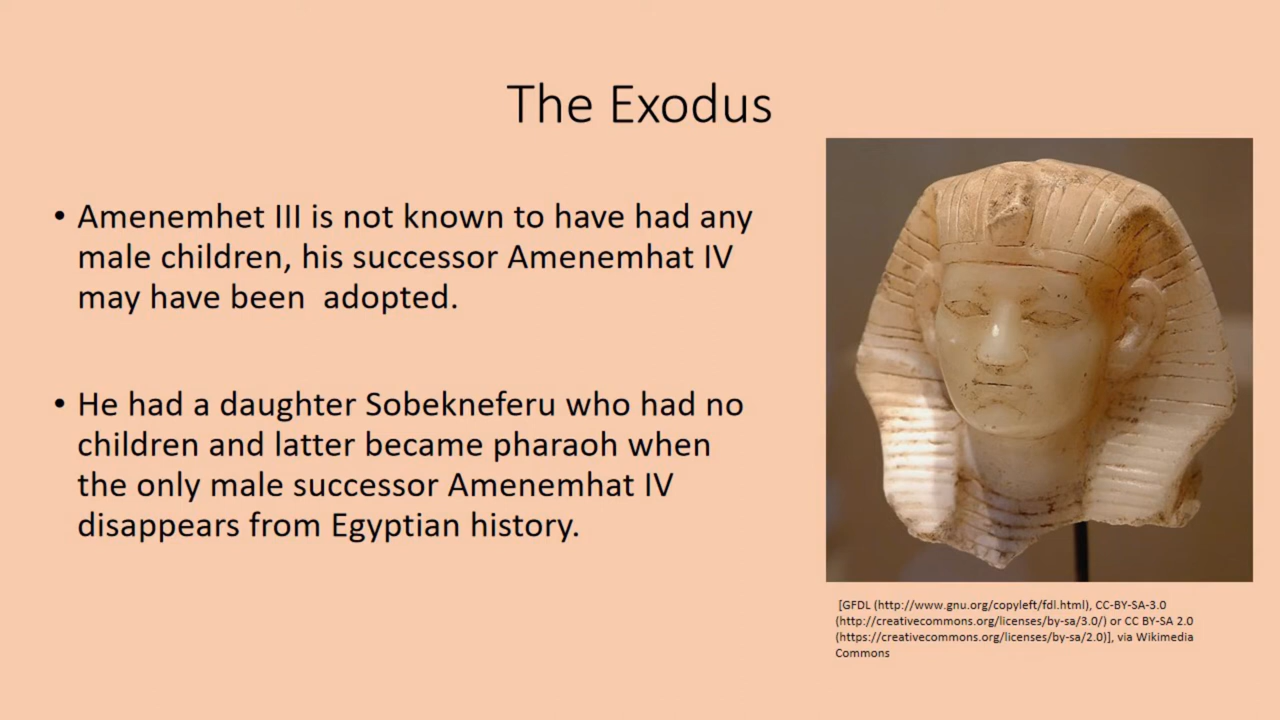 The Exodus
• Amenemhet III is not known to have had any
male children, his successor Amenemhat IV
may have been  adopted.
• He had a daughter Sobekneferu who had no
children and latter became pharaoh when
the only male successor Amenemhat IV
disappears from Egyptian history.
[GFDL (http://www.gnu.org/copyleft/fdl.html), CC-BY-SA-3.0
(http://creativecommons.org/licenses/by-sa/3.0/) or CC BY-SA 2.0
(https://creativecommons.org/licenses/by-sa/2.0)], via Wikimedia
Commons